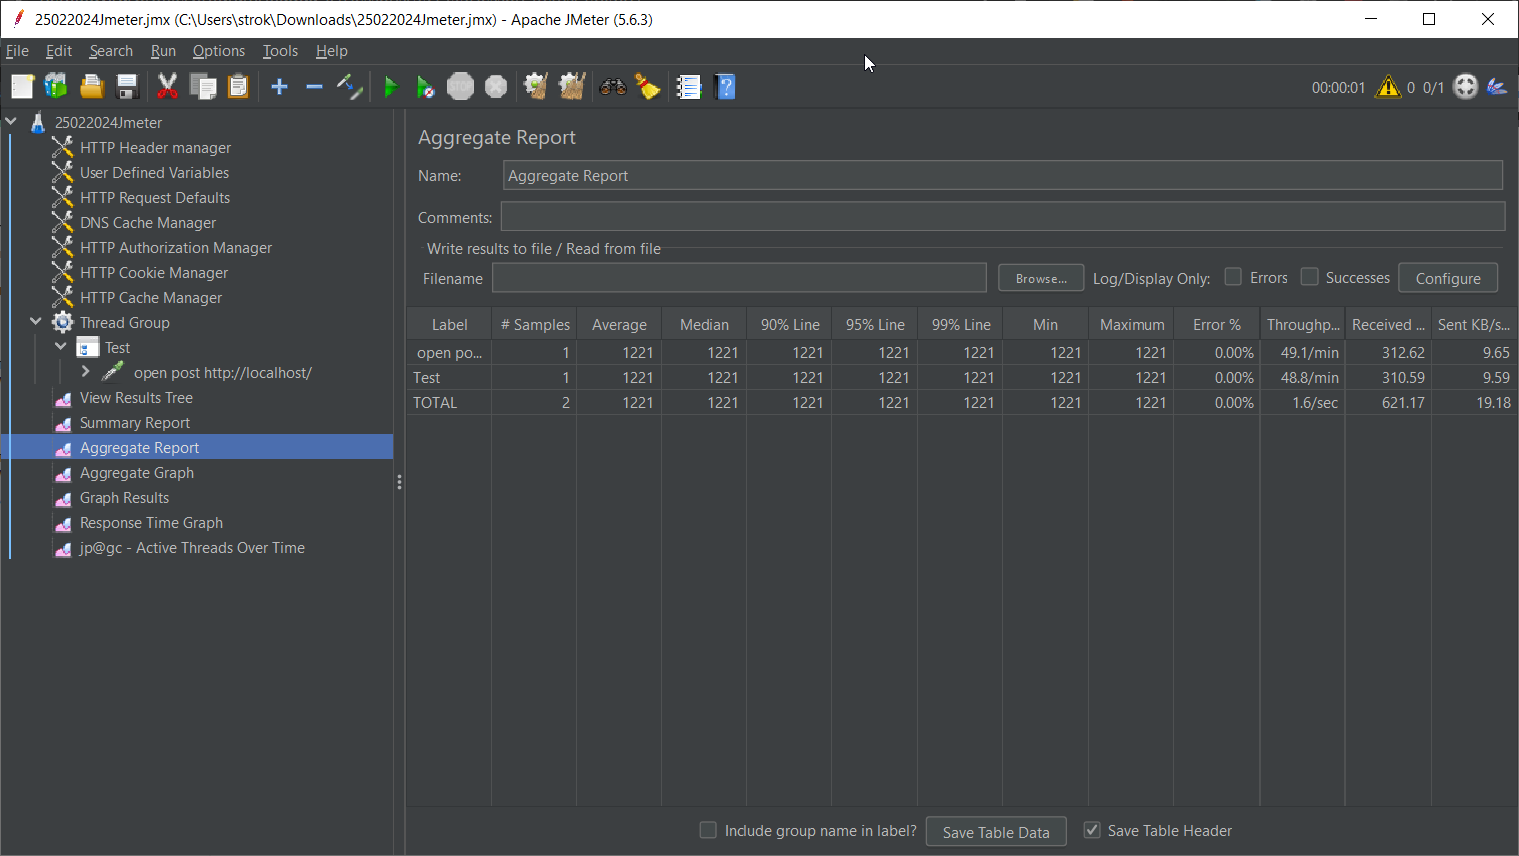 25022024Jmeter.jmx (C:\Users\strok\Downloads\25022024Jmeter.jmx) - Apache JMeter (5.6.3)
File Edit Search Run Options Tools Help
STOP
00:00:01 0 0/1
25022024Jmeter
HTTP Header manager
User Defined Variables
HTTP Request Defaults
DNS Cache Manager
HTTP Authorization Manager
HTTP Cookie Manager
HTTP Cache Manager
Thread Group
Test
open post http://localhost/
View Results Tree
Summary Report
Aggregate Report
Aggregate Graph
Graph Results
Response Time Graph
jp@gc - Active Threads Over Time
Aggregate Report
Name: Aggregate Report
Comments:
Write results to file / Read from file
Filename Browse... Log/Display Only: Errors Successes Configure
Label # Samples Average Median 90% Line 95% Line 99% Line Min Maximum Error % Throughp... Received ... Sent KB/s...
open po... 1 1221 1221 1221 1221 1221 1221 1221 0.00% 49.1/min 312.62 9.65
Test 1 1221 1221 1221 1221 1221 1221 1221 0.00% 48.8/min 310.59 9.59
TOTAL 2 1221 1221 1221 1221 1221 1221 1221 0.00% 1.6/sec 621.17 19.18
Include group name in label? Save Table Data Save Table Header